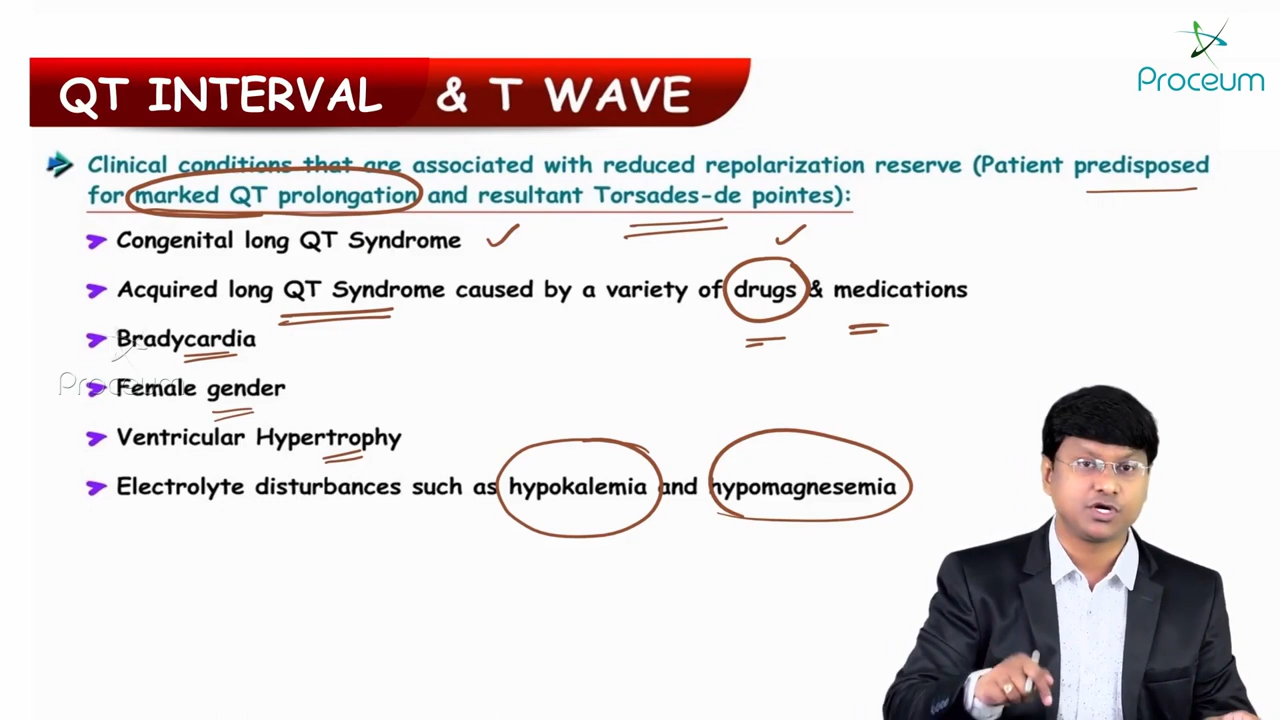 Proceum
QT INTERVAL & T WAVE
Clinical conditions that are associated with reduced repolarization reserve (Patient predisposed
for marked QT prolongation and resultant Torsades-de pointes):
Congenital long QT Syndrome
Acquired long QT Syndrome caused by a variety of drugs & medications
Bradycardia
Proceum
Female gender
Ventricular Hypertrophy
Electrolyte disturbances such as hypokalemia and hypomagnesemia